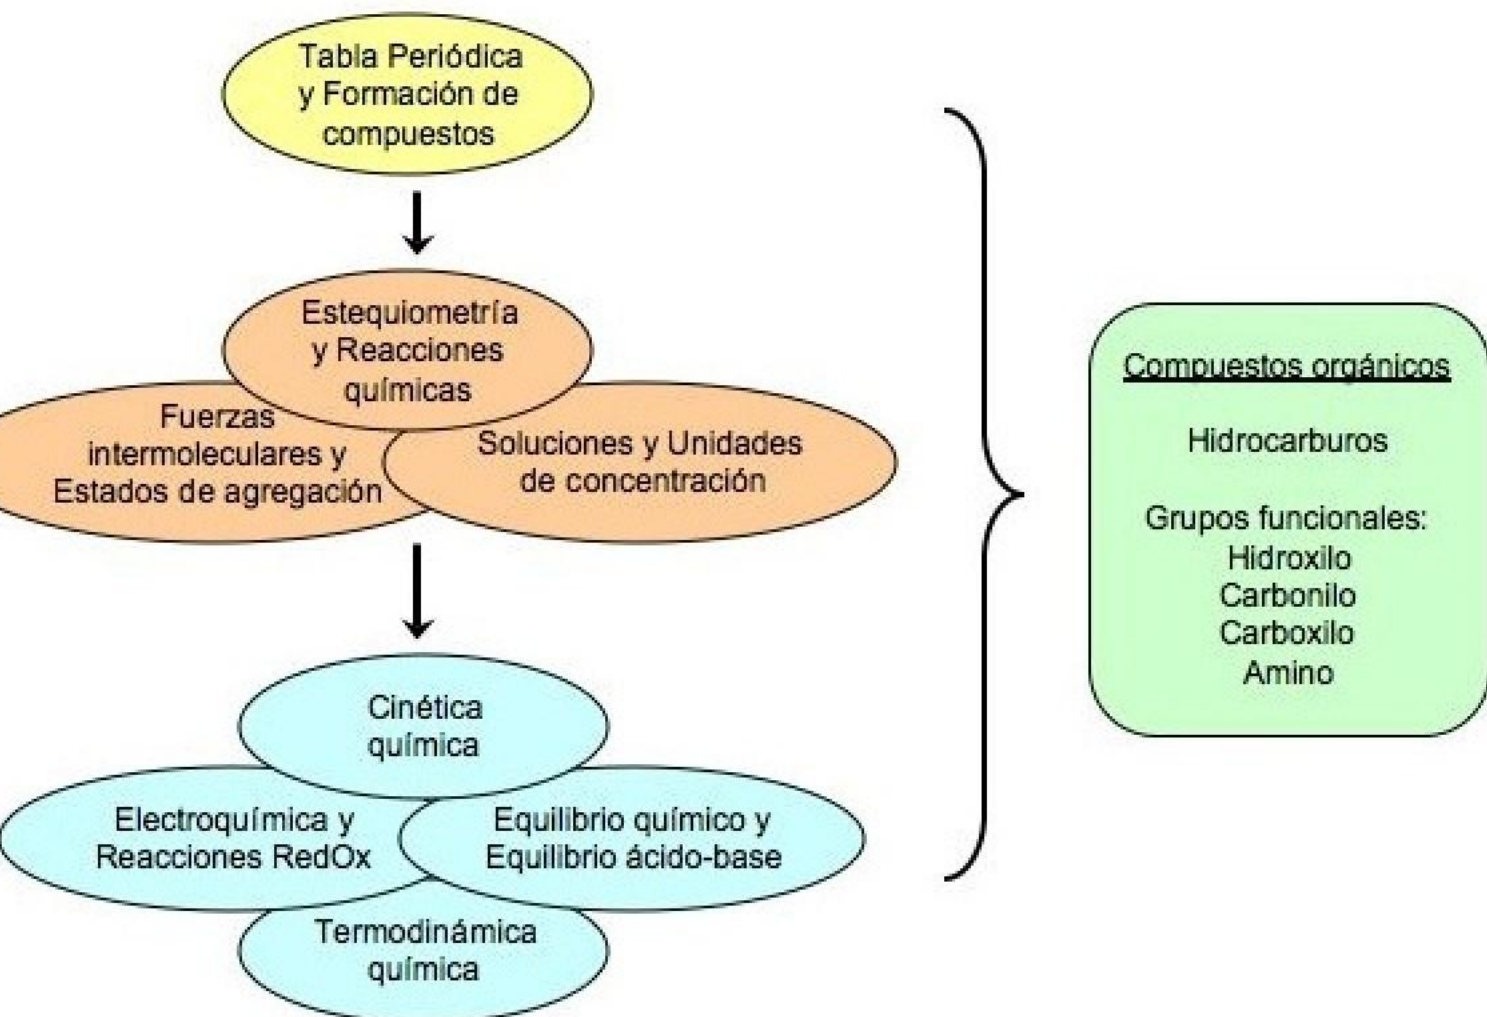 Tabla Periódica
y Formación de
compuestos
Estequiometría
y Reacciones
químicas
Fuerzas
intermoleculares y
Estados de agregación
Soluciones y Unidades
de concentración
Cinética
química
Electroquímica y
Reacciones RedOx
Equilibrio químico y
Equilibrio ácido-base
Termodinámica
química
Compuestos orgánicos
Hidrocarburos
Grupos funcionales:
Hidroxilo
Carbonilo
Carboxilo
Amino